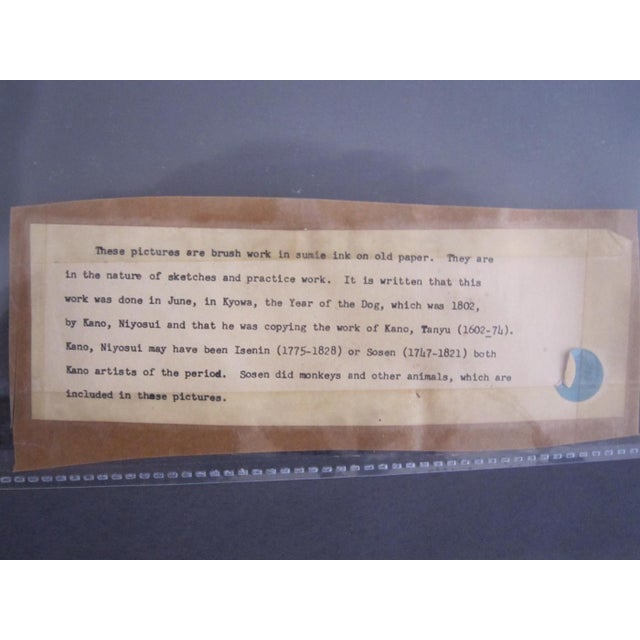 These pictures are brush work in sumie ink on old paper. They are
in the nature of sketches and practice work. It is written that this
work was done in June, in Kyowa, the Year of the Dog, which was 1802,
by Kano, Niyosui and that he was copying the work of Kano, Tanyu (1602-74).
Kano, Niyosui may have been Isenin (1775-1828) or Sosen (1747-1821) both
Kano artists of the period. Sosen did monkeys and other animals, which are
included in these pictures.